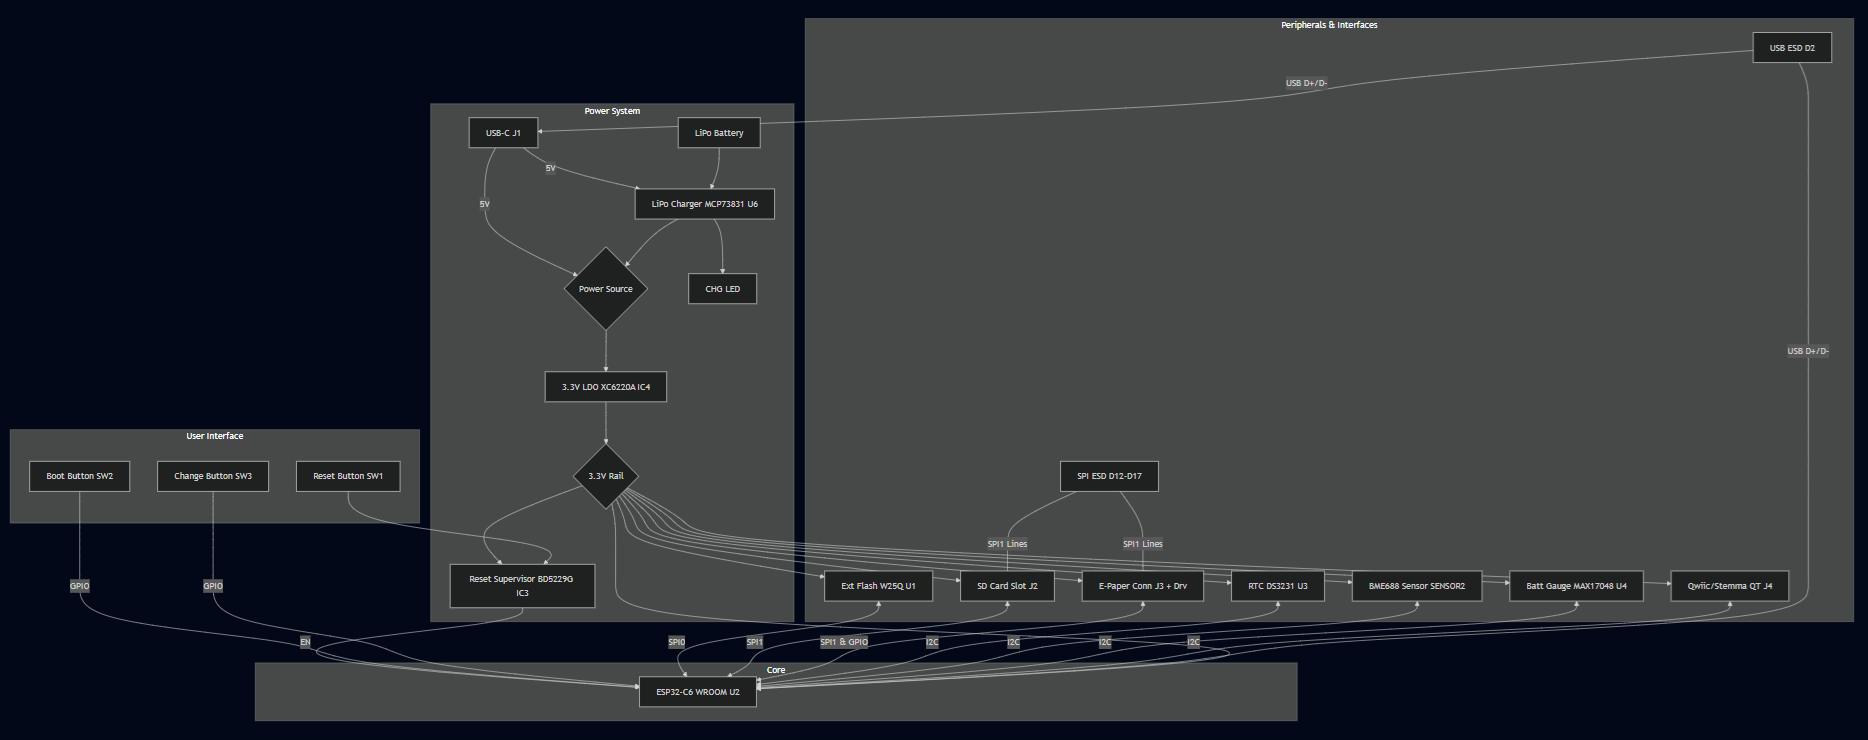 Peripherals & Interfaces
USB ESD D2
USB D+/D-
Power System
USB-C J1
LiPo Battery
5V
LiPo Charger MCP73831 U6
5V
Power Source
CHG LED
USB D+/D-
3.3V LDO XC6220A IC4
User Interface
Boot Button SW2
Change Button SW3
Reset Button SW1
3.3V Rail
SPI ESD D12-D17
SPI1 Lines
SPI1 Lines
Reset Supervisor BD5229G
IC3
Ext Flash W25Q U1
SD Card Slot J2
E-Paper Conn J3 + Drv
RTC DS3231 U3
BME688 Sensor SENSOR2
Batt Gauge MAX17048 U4
Qwiic/Stemma QT J4
GPIO
GPIO
EN
SPI0
SPI1
SPI1 & GPIO
I2C
I2C
I2C
I2C
Core
ESP32-C6 WROOM U2